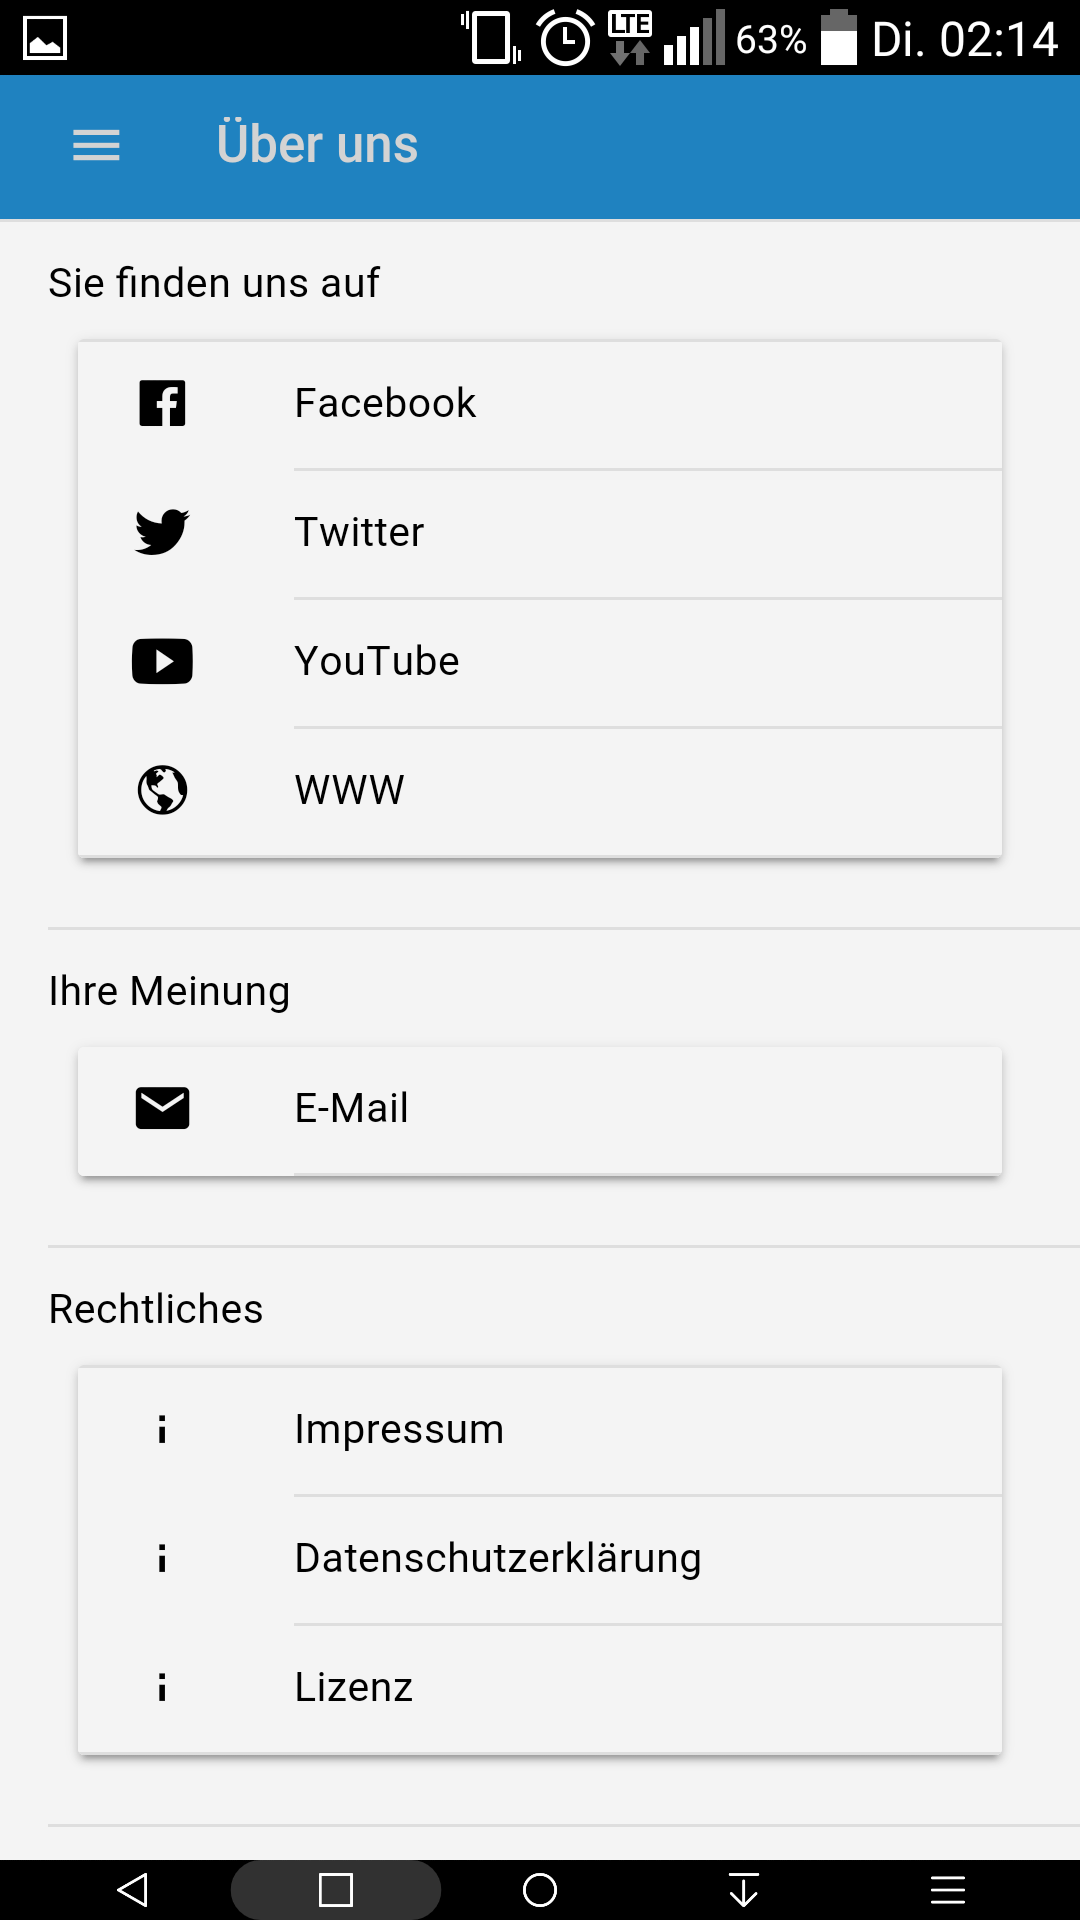 LTE 63% Di. 02:14
Über uns
Sie finden uns auf
Facebook
Twitter
YouTube
WWW
Ihre Meinung
E-Mail
Rechtliches
Impressum
Datenschutzerklärung
Lizenz